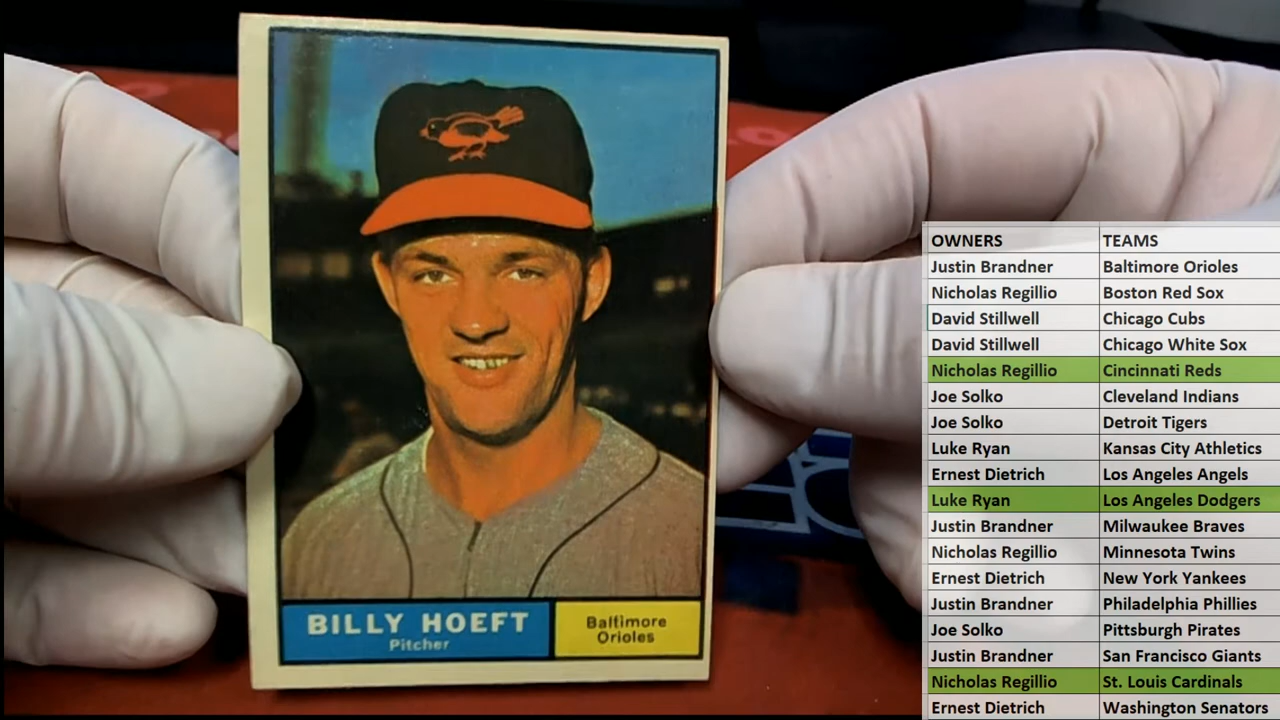 BILLY HOEFT
Pitcher
Baltimore
Orioles
OWNERS TEAMS
Justin Brandner Baltimore Orioles
Nicholas Regillio Boston Red Sox
David Stillwell Chicago Cubs
David Stillwell Chicago White Sox
Nicholas Regillio Cincinnati Reds
Joe Solko Cleveland Indians
Joe Solko Detroit Tigers
Luke Ryan Kansas City Athletics
Ernest Dietrich Los Angeles Angels
Luke Ryan Los Angeles Dodgers
Justin Brandner Milwaukee Braves
Nicholas Regillio Minnesota Twins
Ernest Dietrich New York Yankees
Justin Brandner Philadelphia Phillies
Joe Solko Pittsburgh Pirates
Justin Brandner San Francisco Giants
Nicholas Regillio St. Louis Cardinals
Ernest Dietrich Washington Senators